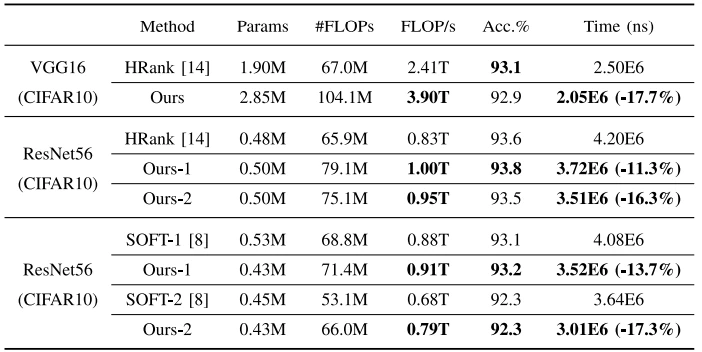 Method Params #FLOPs FLOP/s Acc.% Time (ns)
VGG16 (CIFAR10)
HRank [14] 1.90M 67.0M 2.41T 93.1 2.50E6
Ours 2.85M 104.1M 3.90T 92.9 2.05E6 (-17.7%)
ResNet56 (CIFAR10)
HRank [14] 0.48M 65.9M 0.83T 93.6 4.20E6
Ours-1 0.50M 79.1M 1.00T 93.8 3.72E6 (-11.3%)
Ours-2 0.50M 75.1M 0.95T 93.5 3.51E6 (-16.3%)
ResNet56 (CIFAR10)
SOFT-1 [8] 0.53M 68.8M 0.88T 93.1 4.08E6
Ours-1 0.43M 71.4M 0.91T 93.2 3.52E6 (-13.7%)
SOFT-2 [8] 0.45M 53.1M 0.68T 92.3 3.64E6
Ours-2 0.43M 66.0M 0.79T 92.3 3.01E6 (-17.3%)